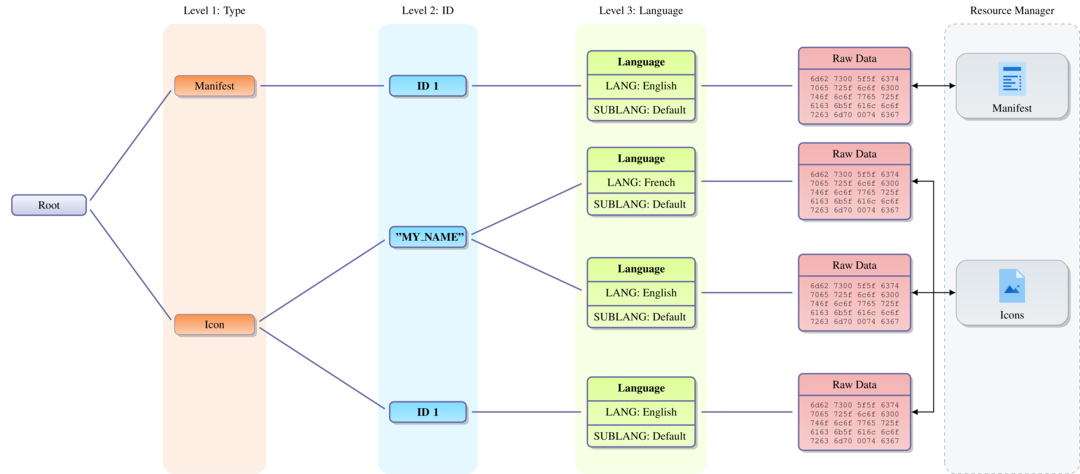 Level 1: Type
Level 2: ID
Level 3: Language
Resource Manager
Root
Manifest
Icon
ID 1
”MY_NAME”
ID 1
Language
LANG: English
SUBLANG: Default
Language
LANG: French
SUBLANG: Default
Language
LANG: English
SUBLANG: Default
Language
LANG: English
SUBLANG: Default
Raw Data
6d62 7300 5f5f 6374
7065 725f 6c6f 6300
746f 6c6f 7765 725f
6163 6b5f 616c 6c6f
7263 6d70 0074 6367
Raw Data
6d62 7300 5f5f 6374
7065 725f 6c6f 6300
746f 6c6f 7765 725f
6163 6b5f 616c 6c6f
7263 6d70 0074 6367
Raw Data
6d62 7300 5f5f 6374
7065 725f 6c6f 6300
746f 6c6f 7765 725f
6163 6b5f 616c 6c6f
7263 6d70 0074 6367
Raw Data
6d62 7300 5f5f 6374
7065 725f 6c6f 6300
746f 6c6f 7765 725f
6163 6b5f 616c 6c6f
7263 6d70 0074 6367
Manifest
Icons